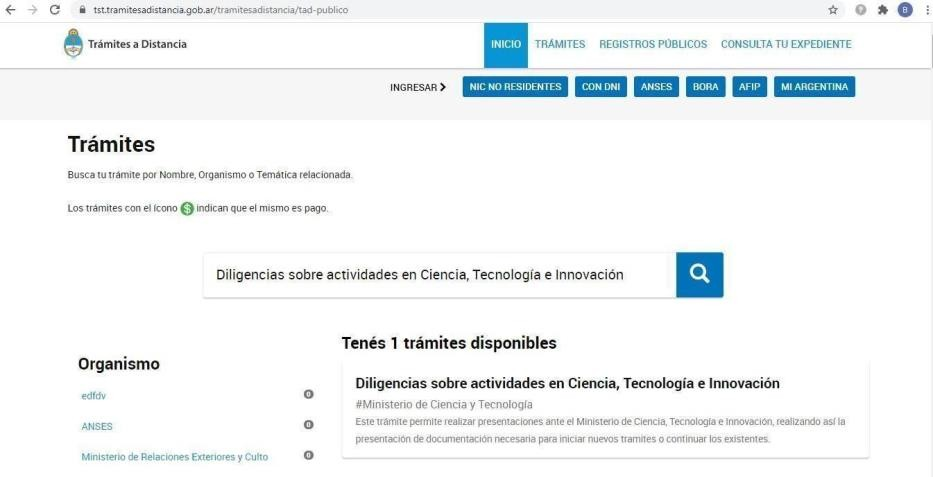 tst.tramitesadistancia.gob.ar/tramitesadistancia/tad-publico
B
Trámites a Distancia
INICIO TRÁMITES REGISTROS PÚBLICOS CONSULTA TU EXPEDIENTE
INGRESAR NIC NO RESIDENTES CON DNI ANSES BORA AFIP MI ARGENTINA
Trámites
Busca tu trámite por Nombre, Organismo o Temática relacionada.
Los trámites con el ícono $ indican que el mismo es pago.
Diligencias sobre actividades en Ciencia, Tecnología e Innovación
Tenés 1 trámites disponibles
Organismo
edfdv 0
ANSES 0
Ministerio de Relaciones Exteriores y Culto 0
Diligencias sobre actividades en Ciencia, Tecnología e Innovación
#Ministerio de Ciencia y Tecnología
Este trámite permite realizar presentaciones ante el Ministerio de Ciencia, Tecnología e Innovación, realizando así la
presentación de documentación necesaria para iniciar nuevos tramites o continuar los existentes.